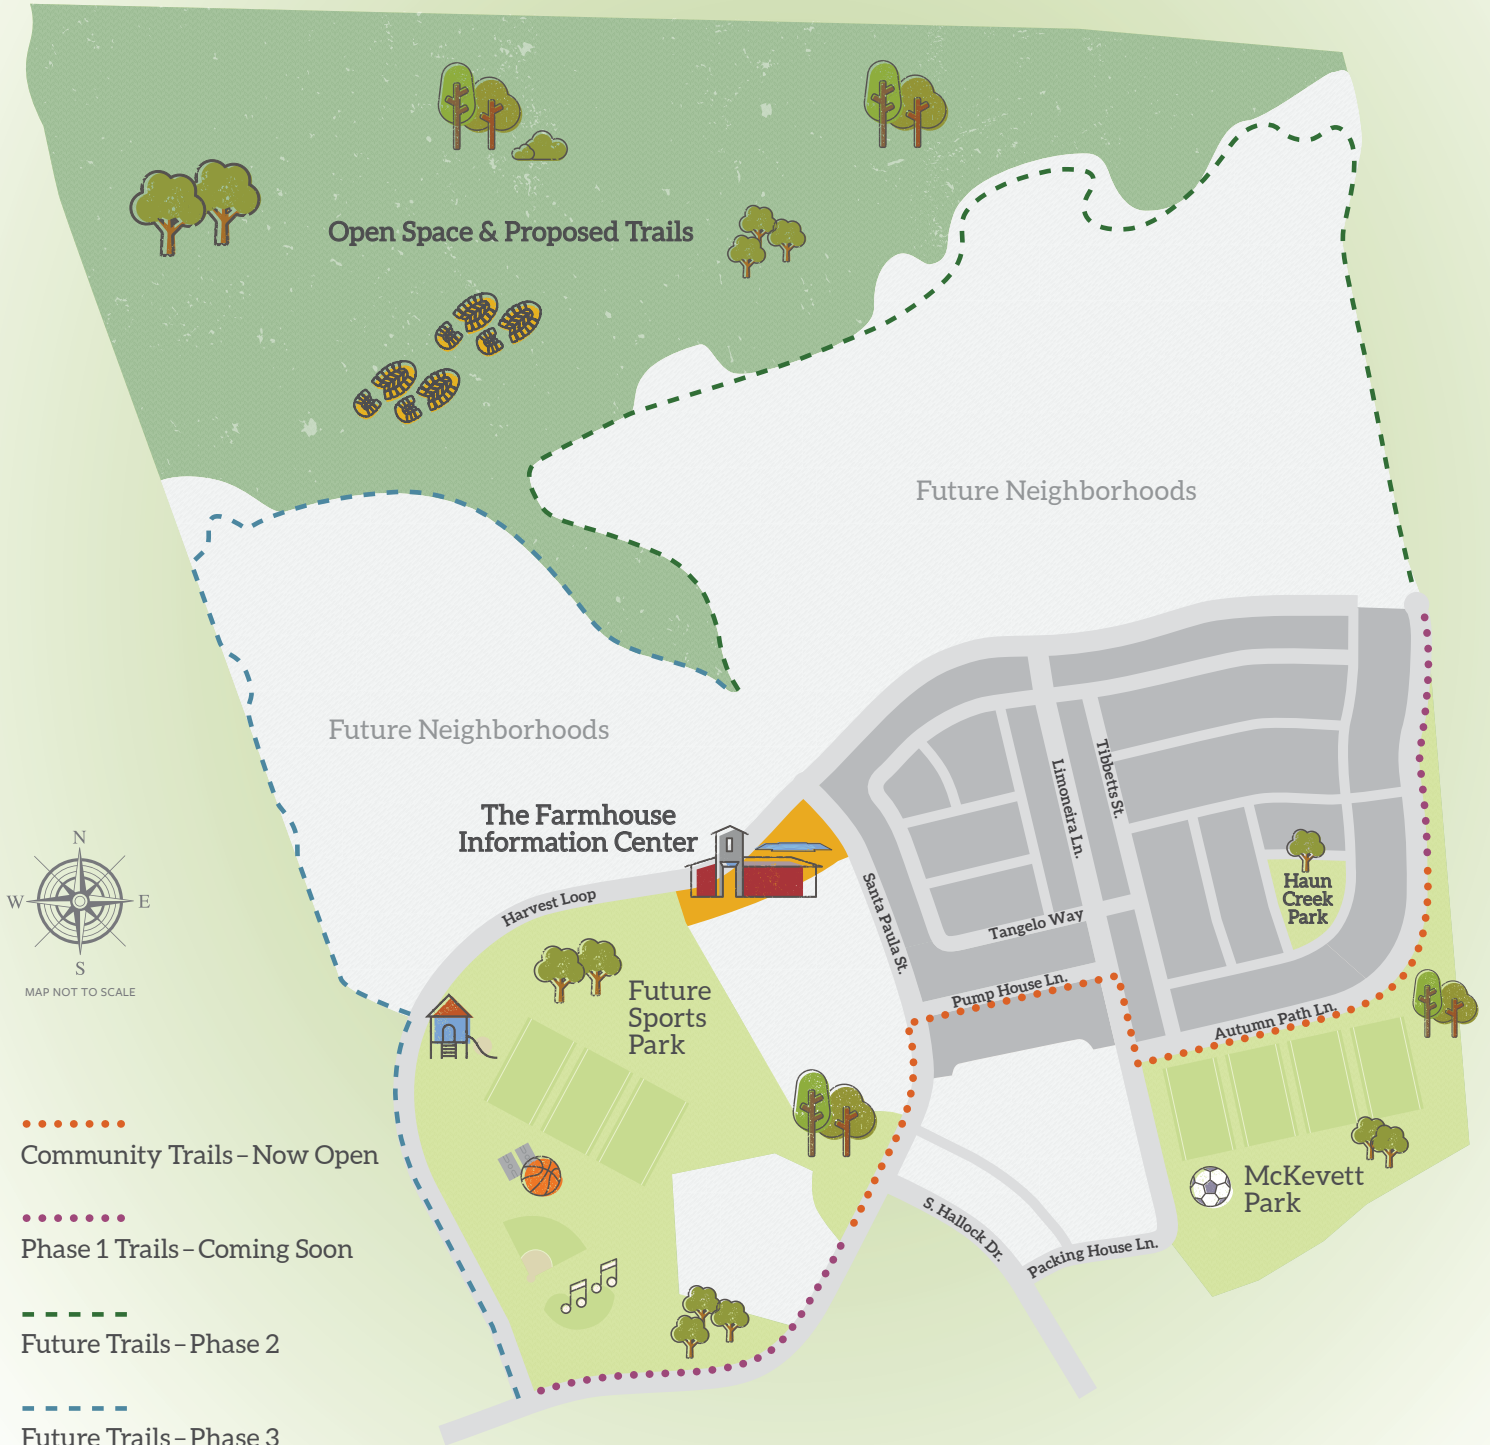 Open Space & Proposed Trails
Future Neighborhoods
Future Neighborhoods
The Farmhouse
Information Center
Harvest Loop
Limoneira Ln.
Tibbetts St.
Santa Paula St.
Tangelo Way
Pump House Ln.
Haun
Creek
Park
Autumn Path Ln.
Future
Sports
Park
N
W
E
S
MAP NOT TO SCALE
McKevett
Park
S. Hallock Dr.
Packing House Ln.
Community Trails – Now Open
Phase 1 Trails – Coming Soon
Future Trails – Phase 2
Future Trails – Phase 3